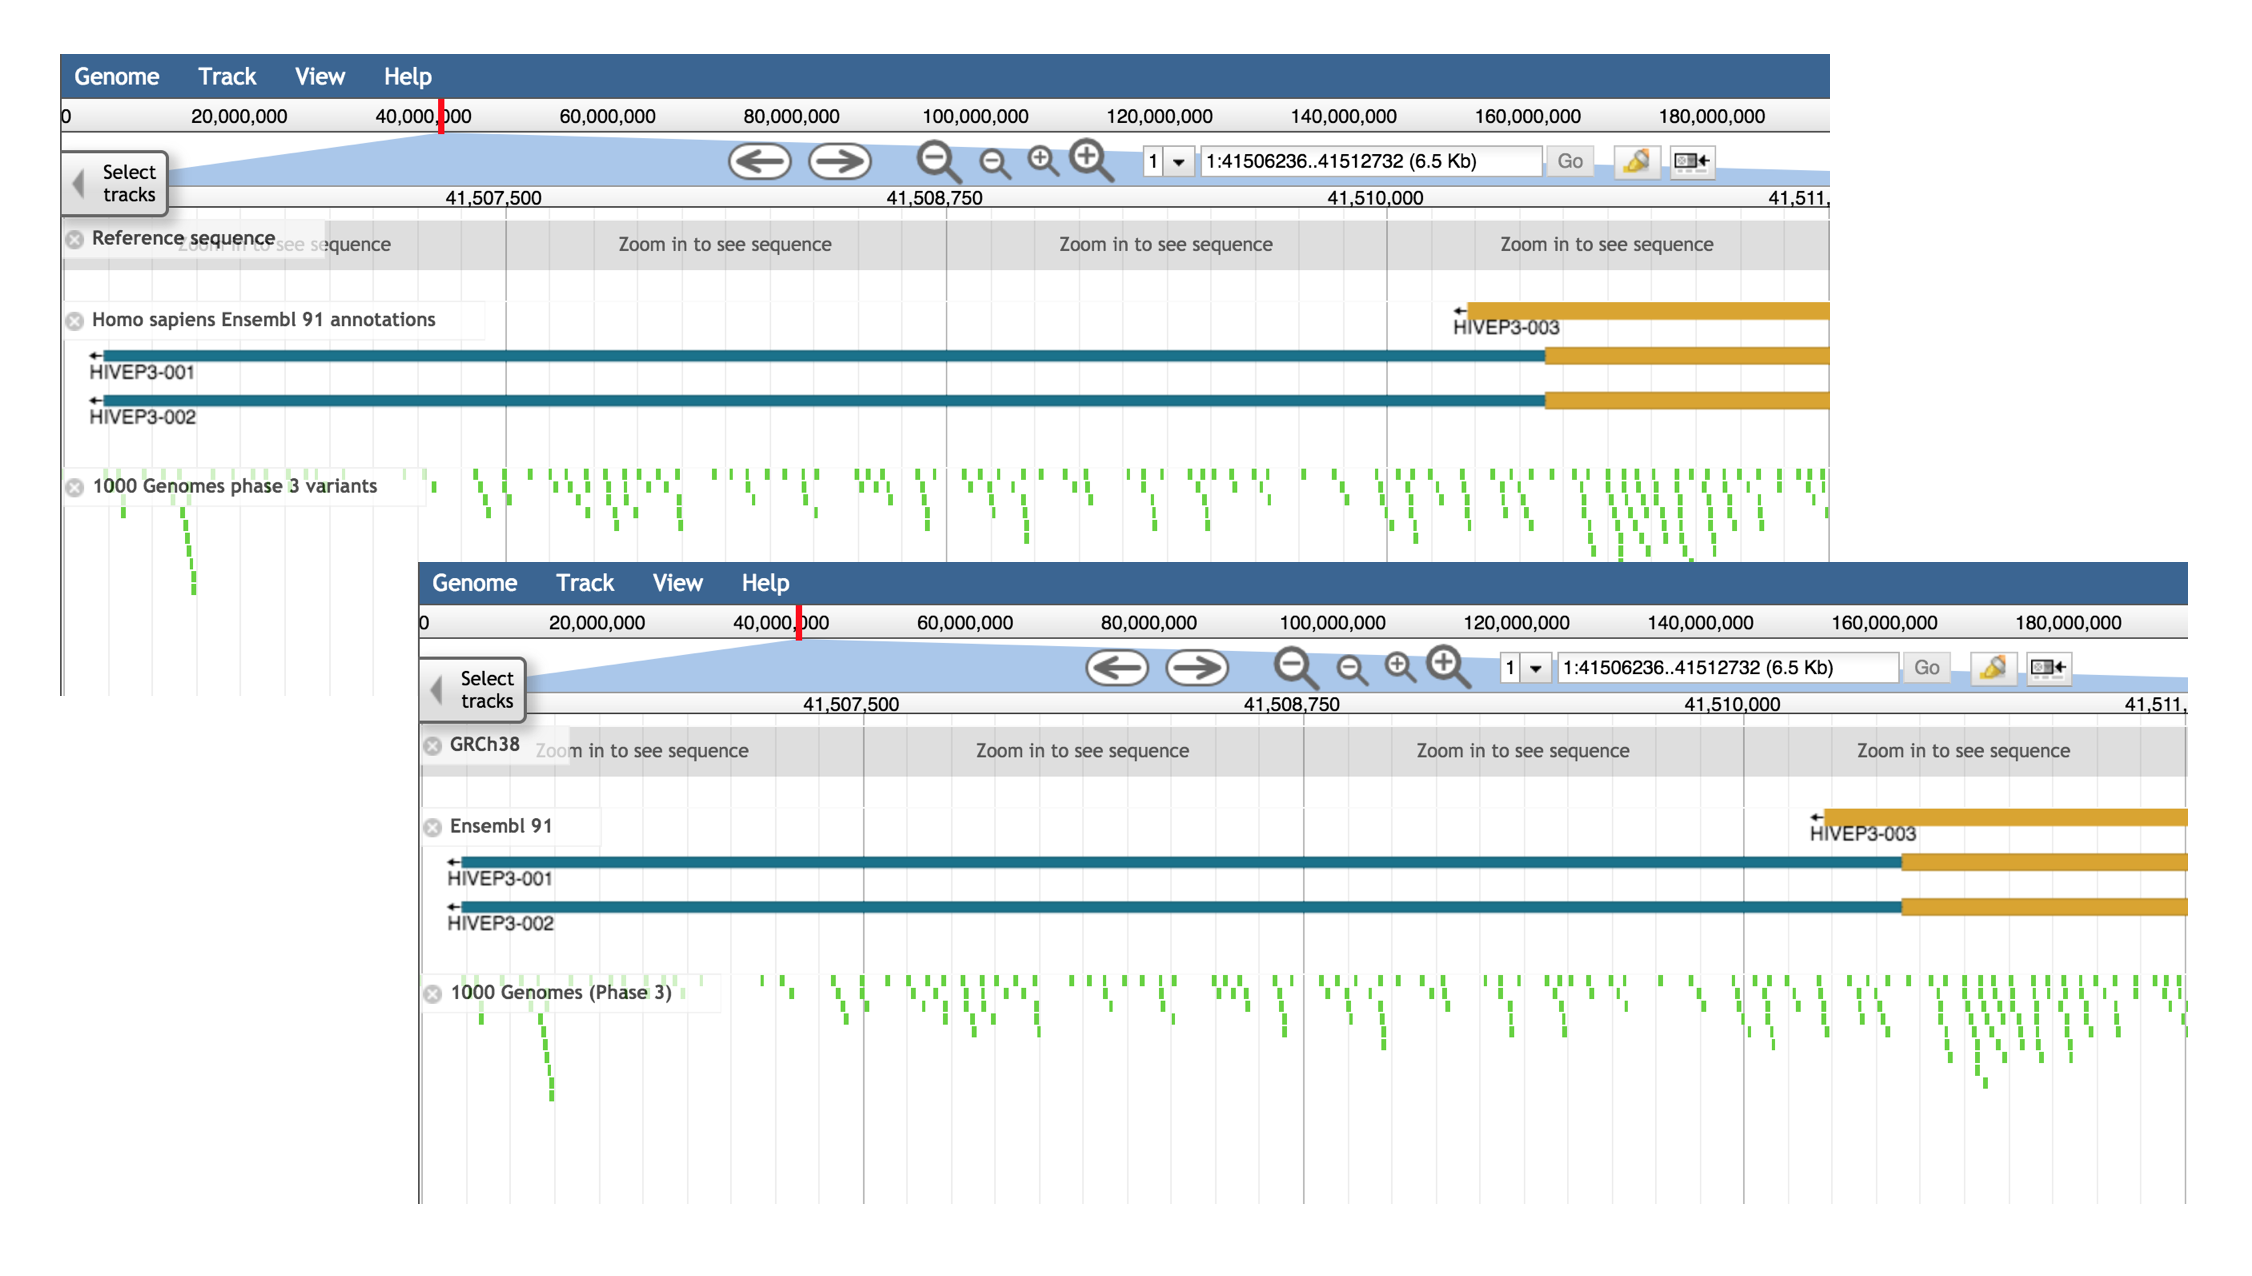 Genome Track View Help
0 20,000,000 40,000,000 60,000,000 80,000,000 100,000,000 120,000,000 140,000,000 160,000,000 180,000,000
Select
tracks
1 1:41506236..41512732 (6.5 Kb) Go
41,507,500 41,508,750 41,510,000 41,511,
Reference sequence Zoom in to see sequence Zoom in to see sequence Zoom in to see sequence Zoom in to see sequence
Homo sapiens Ensembl 91 annotations
HIVEP3-003
HIVEP3-001
HIVEP3-002
1000 Genomes phase 3 variants
Genome Track View Help
0 20,000,000 40,000,000 60,000,000 80,000,000 100,000,000 120,000,000 140,000,000 160,000,000 180,000,000
Select
tracks
1 1:41506236..41512732 (6.5 Kb) Go
41,507,500 41,508,750 41,510,000 41,511,
GRCh38 Zoom in to see sequence Zoom in to see sequence Zoom in to see sequence Zoom in to see sequence
Ensembl 91
HIVEP3-003
HIVEP3-001
HIVEP3-002
1000 Genomes (Phase 3)